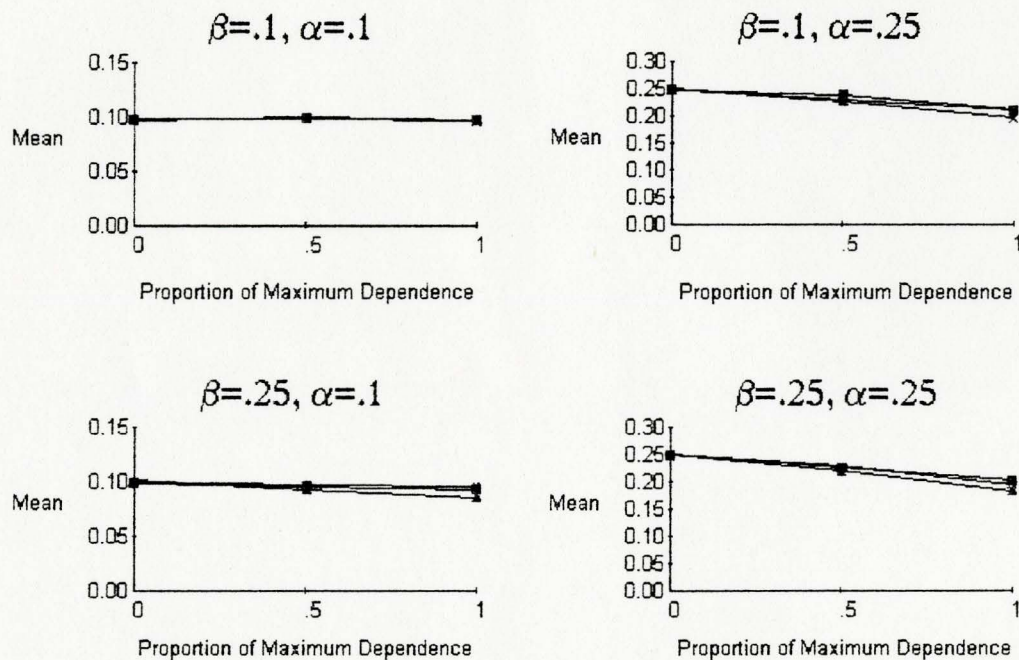 β=.1, α=.1
0.15
0.10
Mean
0.05
0.00
0
.5
1
Proportion of Maximum Dependence
β=.1, α=.25
0.30
0.25
0.20
Mean
0.15
0.10
0.05
0.00
0
.5
1
Proportion of Maximum Dependence
β=.25, α=.1
0.15
0.10
Mean
0.05
0.00
0
.5
1
Proportion of Maximum Dependence
β=.25, α=.25
0.30
0.25
0.20
Mean
0.15
0.10
0.05
0.00
0
.5
1
Proportion of Maximum Dependence